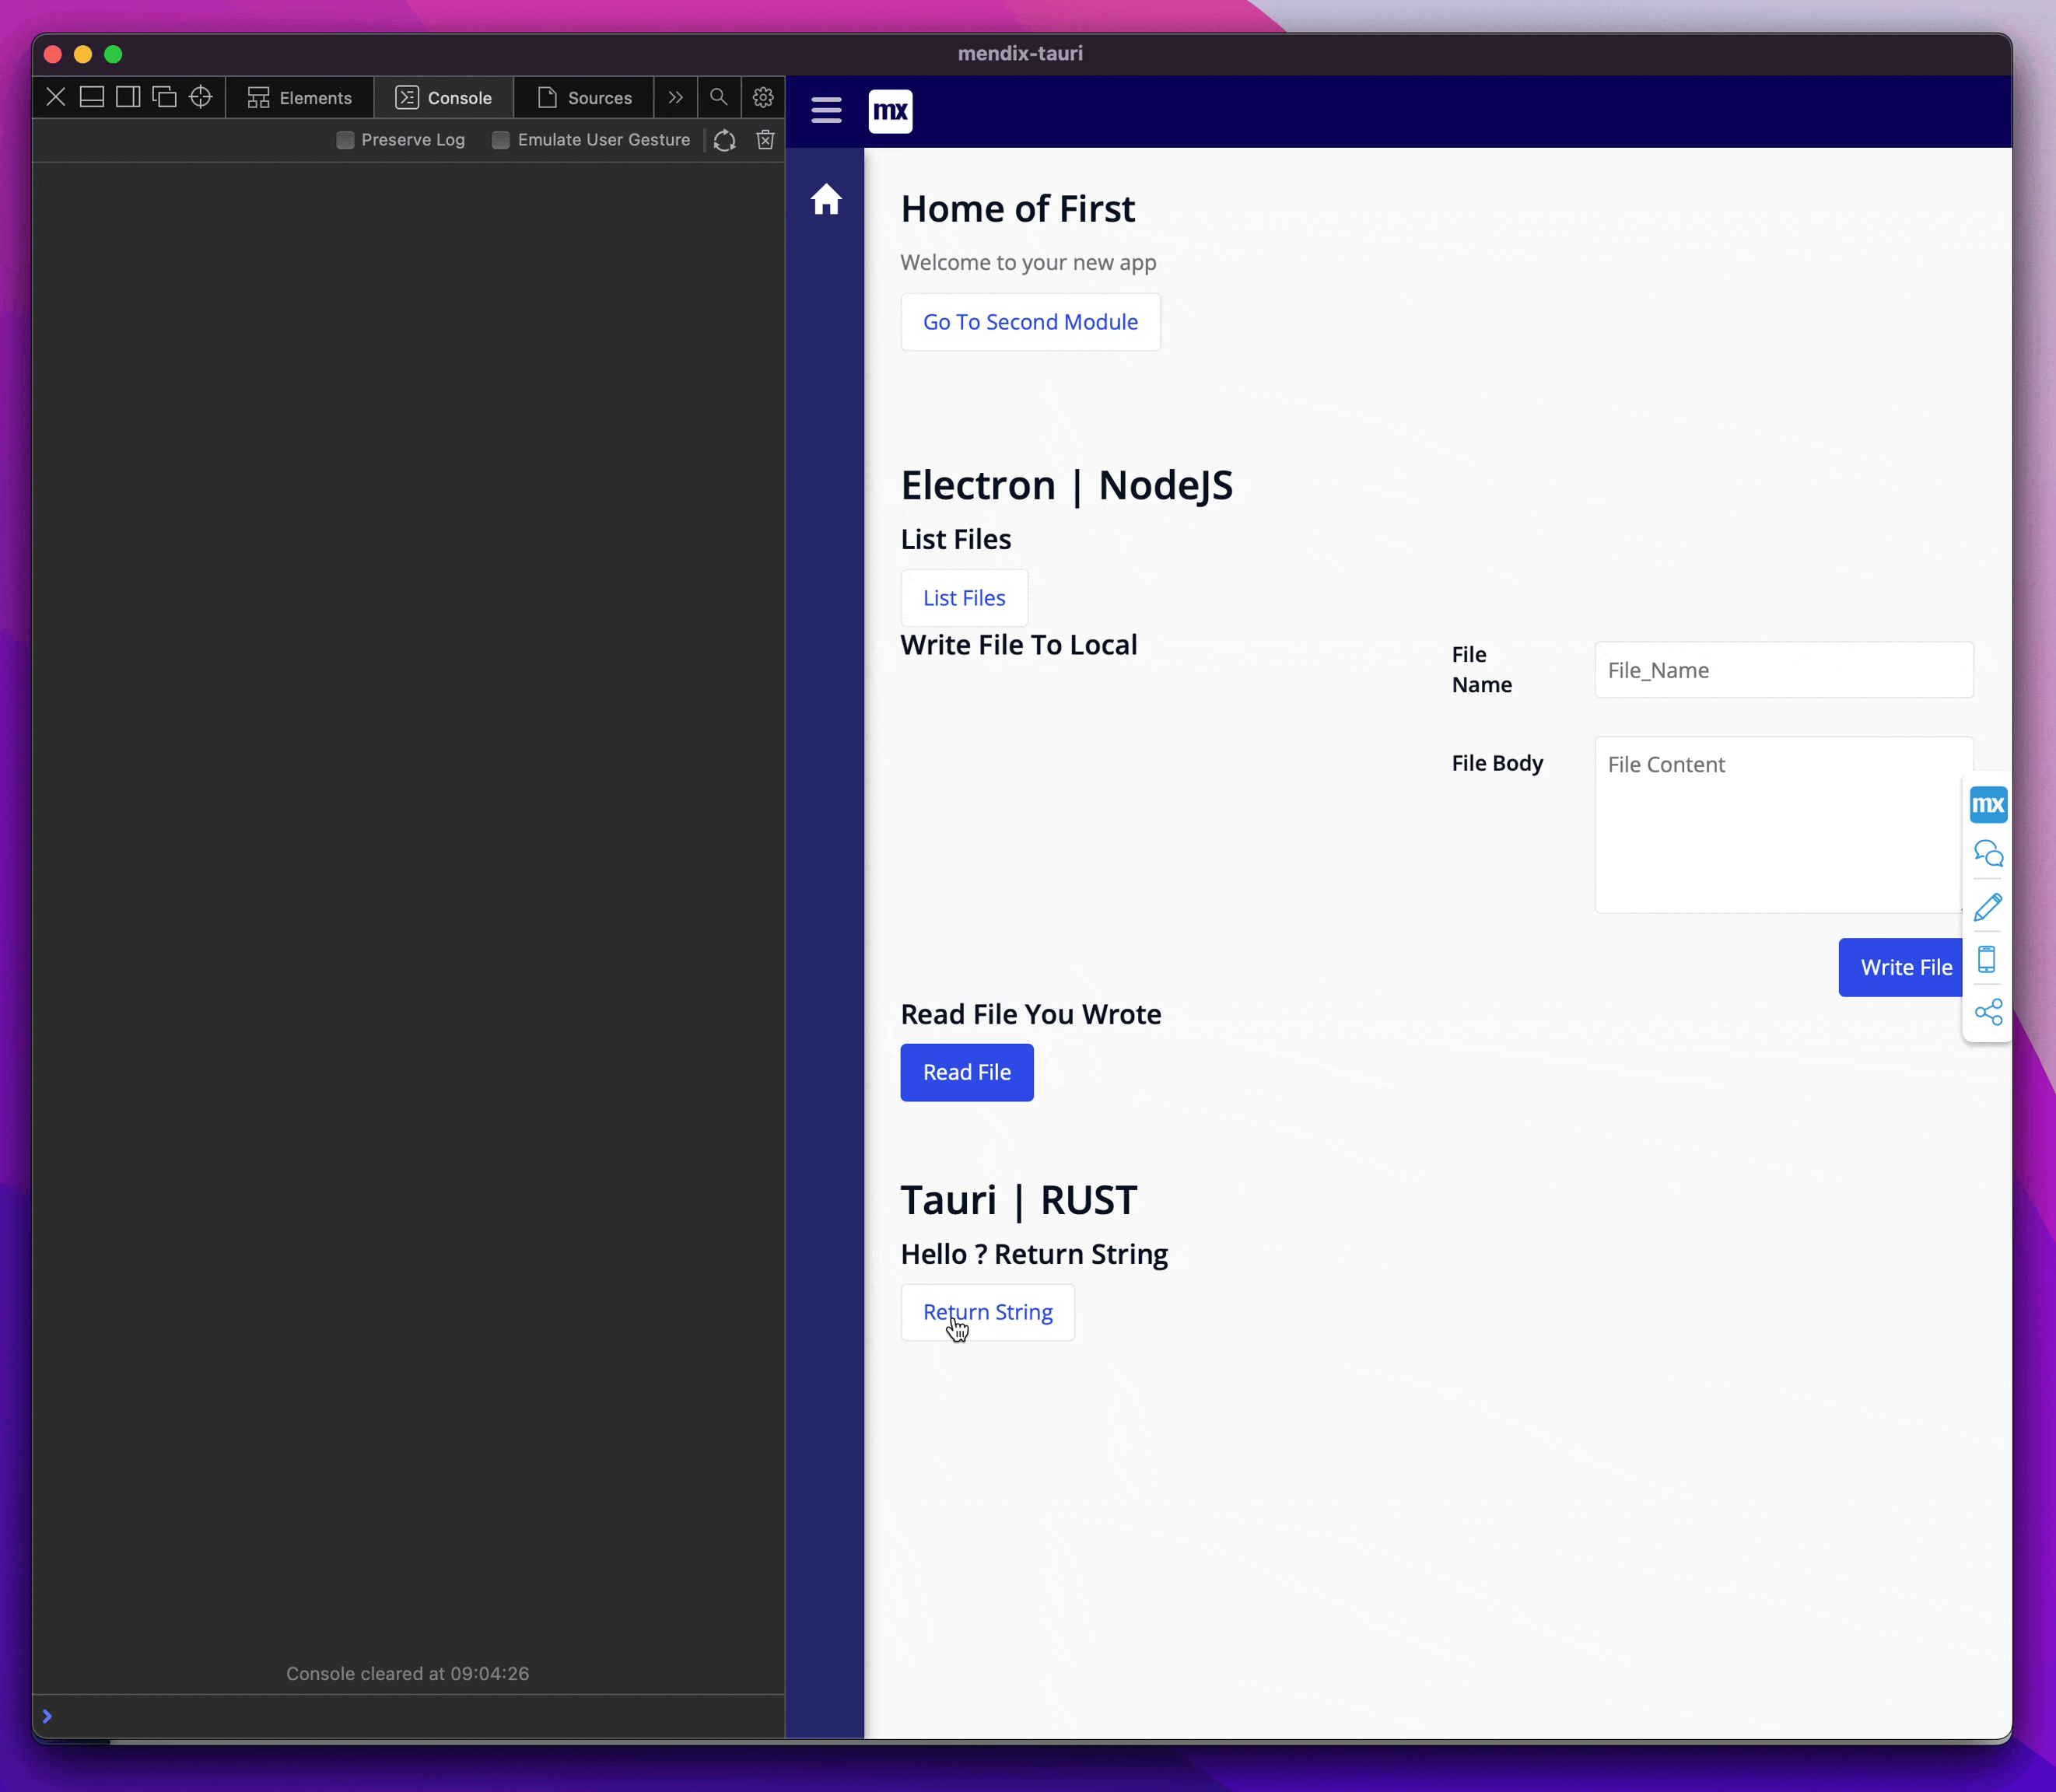 mendix-tauri
Elements
Console
Sources
Preserve Log
Emulate User Gesture
Console cleared at 09:04:26
mx
Home of First
Welcome to your new app
Go To Second Module
Electron | NodeJS
List Files
List Files
Write File To Local
File
Name
File_Name
File Body
File Content
mx
Write File
Read File You Wrote
Read File
Tauri | RUST
Hello ? Return String
Return String